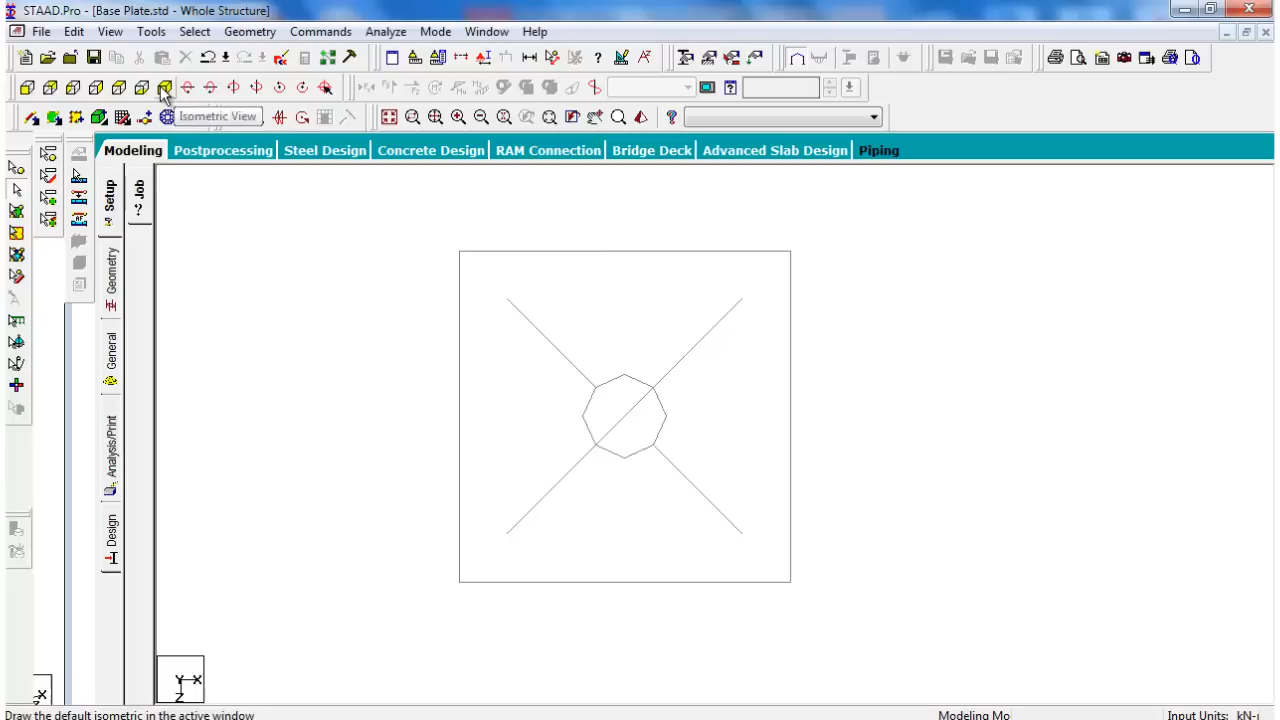 STAAD.Pro - [Base Plate.std - Whole Structure]
File Edit View Tools Select Geometry Commands Analyze Mode Window Help
Isometric View
Modeling Postprocessing Steel Design Concrete Design RAM Connection Bridge Deck Advanced Slab Design Piping
Setup
Job
Geometry
General
Analysis/Print
Design
Y X
Z
X
Draw the default isometric in the active window
Modeling Mo
Input Units: